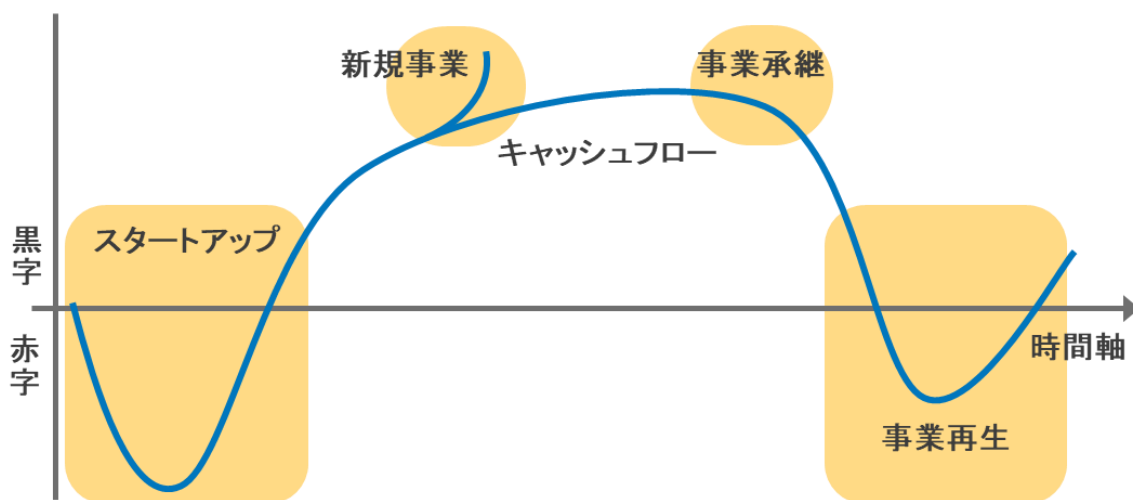 新規事業
事業承継
キャッシュフロー
スタートアップ
黒字
赤字
時間軸
事業再生